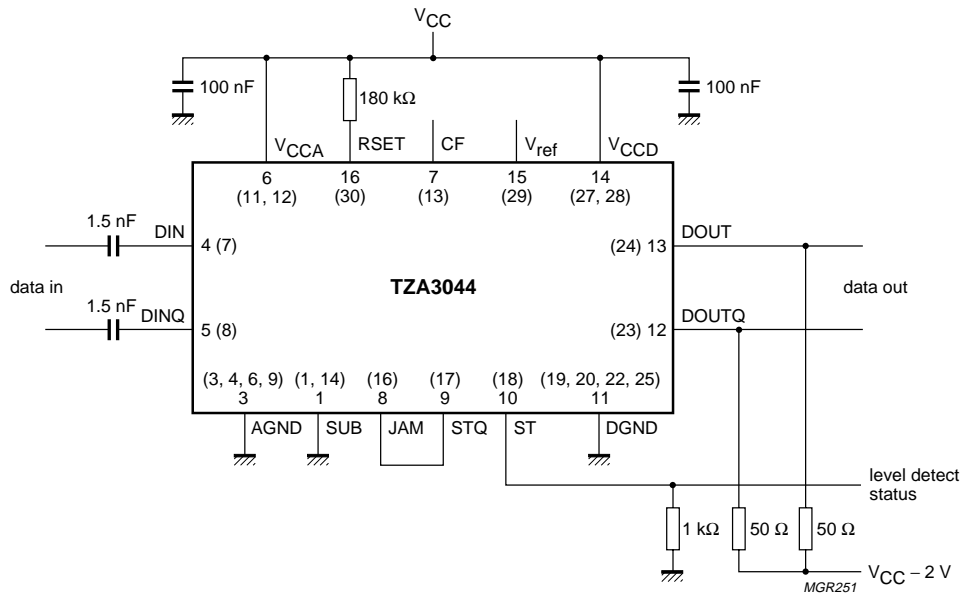 VCC
100 nF
180 kΩ
100 nF
VCCA
RSET
CF
Vref
VCCD
6
16
7
15
14
(11, 12)
(30)
(13)
(29)
(27, 28)
1.5 nF
DIN
4 (7)
(24) 13
DOUT
data in
TZA3044
data out
1.5 nF
DINQ
5 (8)
(23) 12
DOUTQ
(3, 4, 6, 9)
(1, 14)
(16)
(17)
(18)
(19, 20, 22, 25)
3
1
8
9
10
11
AGND
SUB
JAM
STQ
ST
DGND
level detect
status
1 kΩ
50 Ω
50 Ω
VCC − 2 V
MGR251